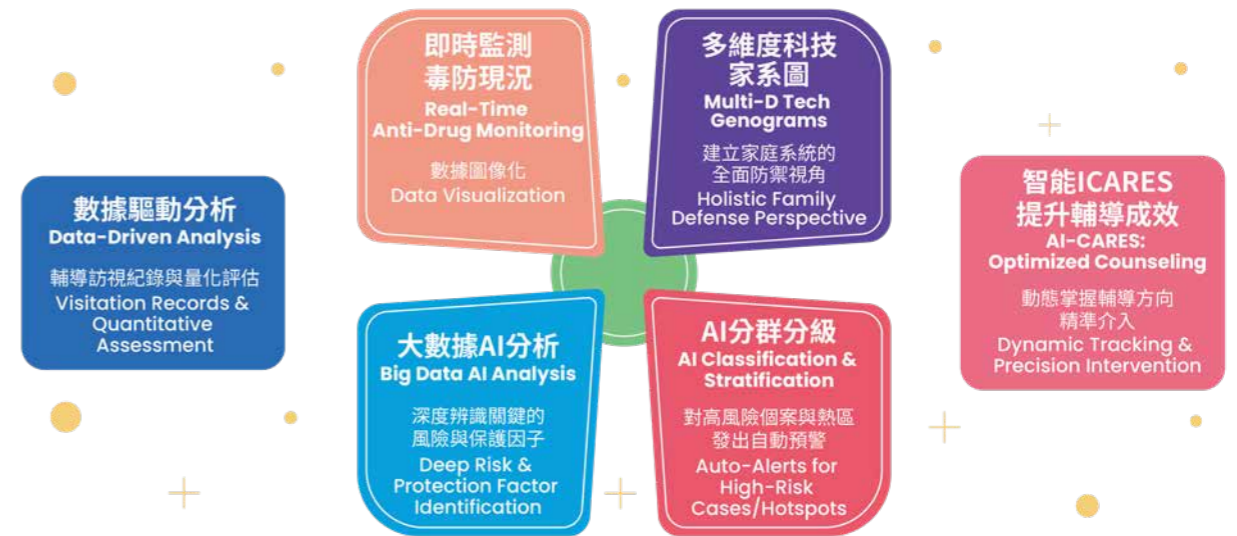 數據驅動分析
Data-Driven Analysis
輔導訪視紀錄與量化評估
Visitation Records &
Quantitative
Assessment
即時監測
毒防現況
Real-Time
Anti-Drug Monitoring
數據圖像化
Data Visualization
多維度科技
家系圖
Multi-D Tech
Genograms
建立家庭系統的
全面防禦視角
Holistic Family
Defense Perspective
大數據AI分析
Big Data AI Analysis
深度辨識關鍵的
風險與保護因子
Deep Risk &
Protection Factor
Identification
AI分群分級
AI Classification &
Stratification
對高風險個案與熱區
發出自動預警
Auto-Alerts for
High-Risk
Cases/Hotspots
智能ICARES
提升輔導成效
AI-CARES:
Optimized Counseling
動態掌握輔導方向
精準介入
Dynamic Tracking &
Precision Intervention